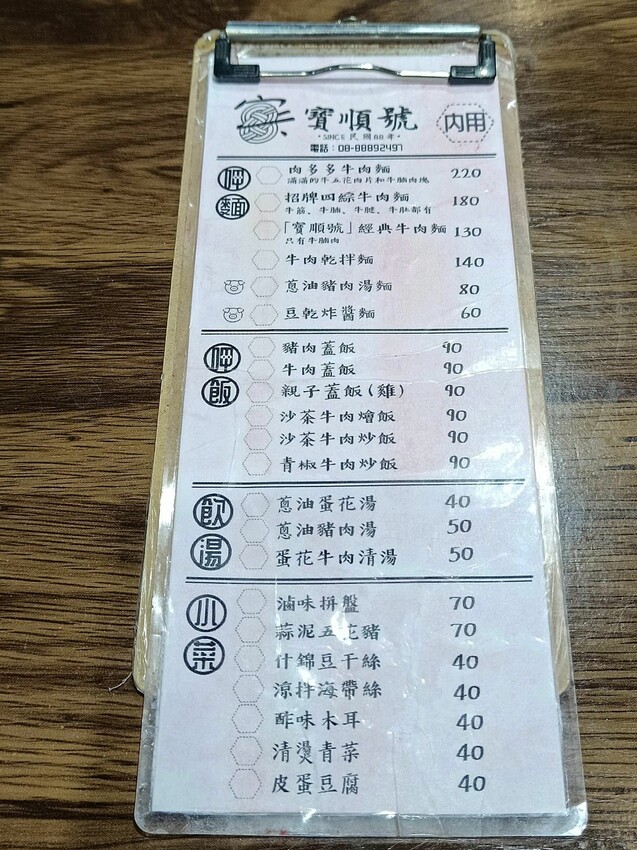 寶順號
SINCE 民國88年
電話：08-88892497
內用
肉多多牛肉麵 220
滿滿的牛五花肉片和牛腩肉塊
招牌四綜牛肉麵 180
牛筋、牛腩、牛腱、牛肚都有
「寶順號」經典牛肉麵 130
只有牛腩肉
牛肉乾拌麵 140
蔥油豬肉湯麵 80
豆乾炸醬麵 60
麵
豬肉蓋飯 90
牛肉蓋飯 90
親子蓋飯(雞) 90
沙茶牛肉燴飯 90
沙茶牛肉炒飯 90
青椒牛肉炒飯 90
飯
飲湯
蔥油蛋花湯 40
蔥油豬肉湯 50
蛋花牛肉清湯 50
小菜
滷味拼盤 70
蒜泥五花豬 70
什錦豆干絲 40
涼拌海帶絲 40
酢味木耳 40
清燙青菜 40
皮蛋豆腐 40